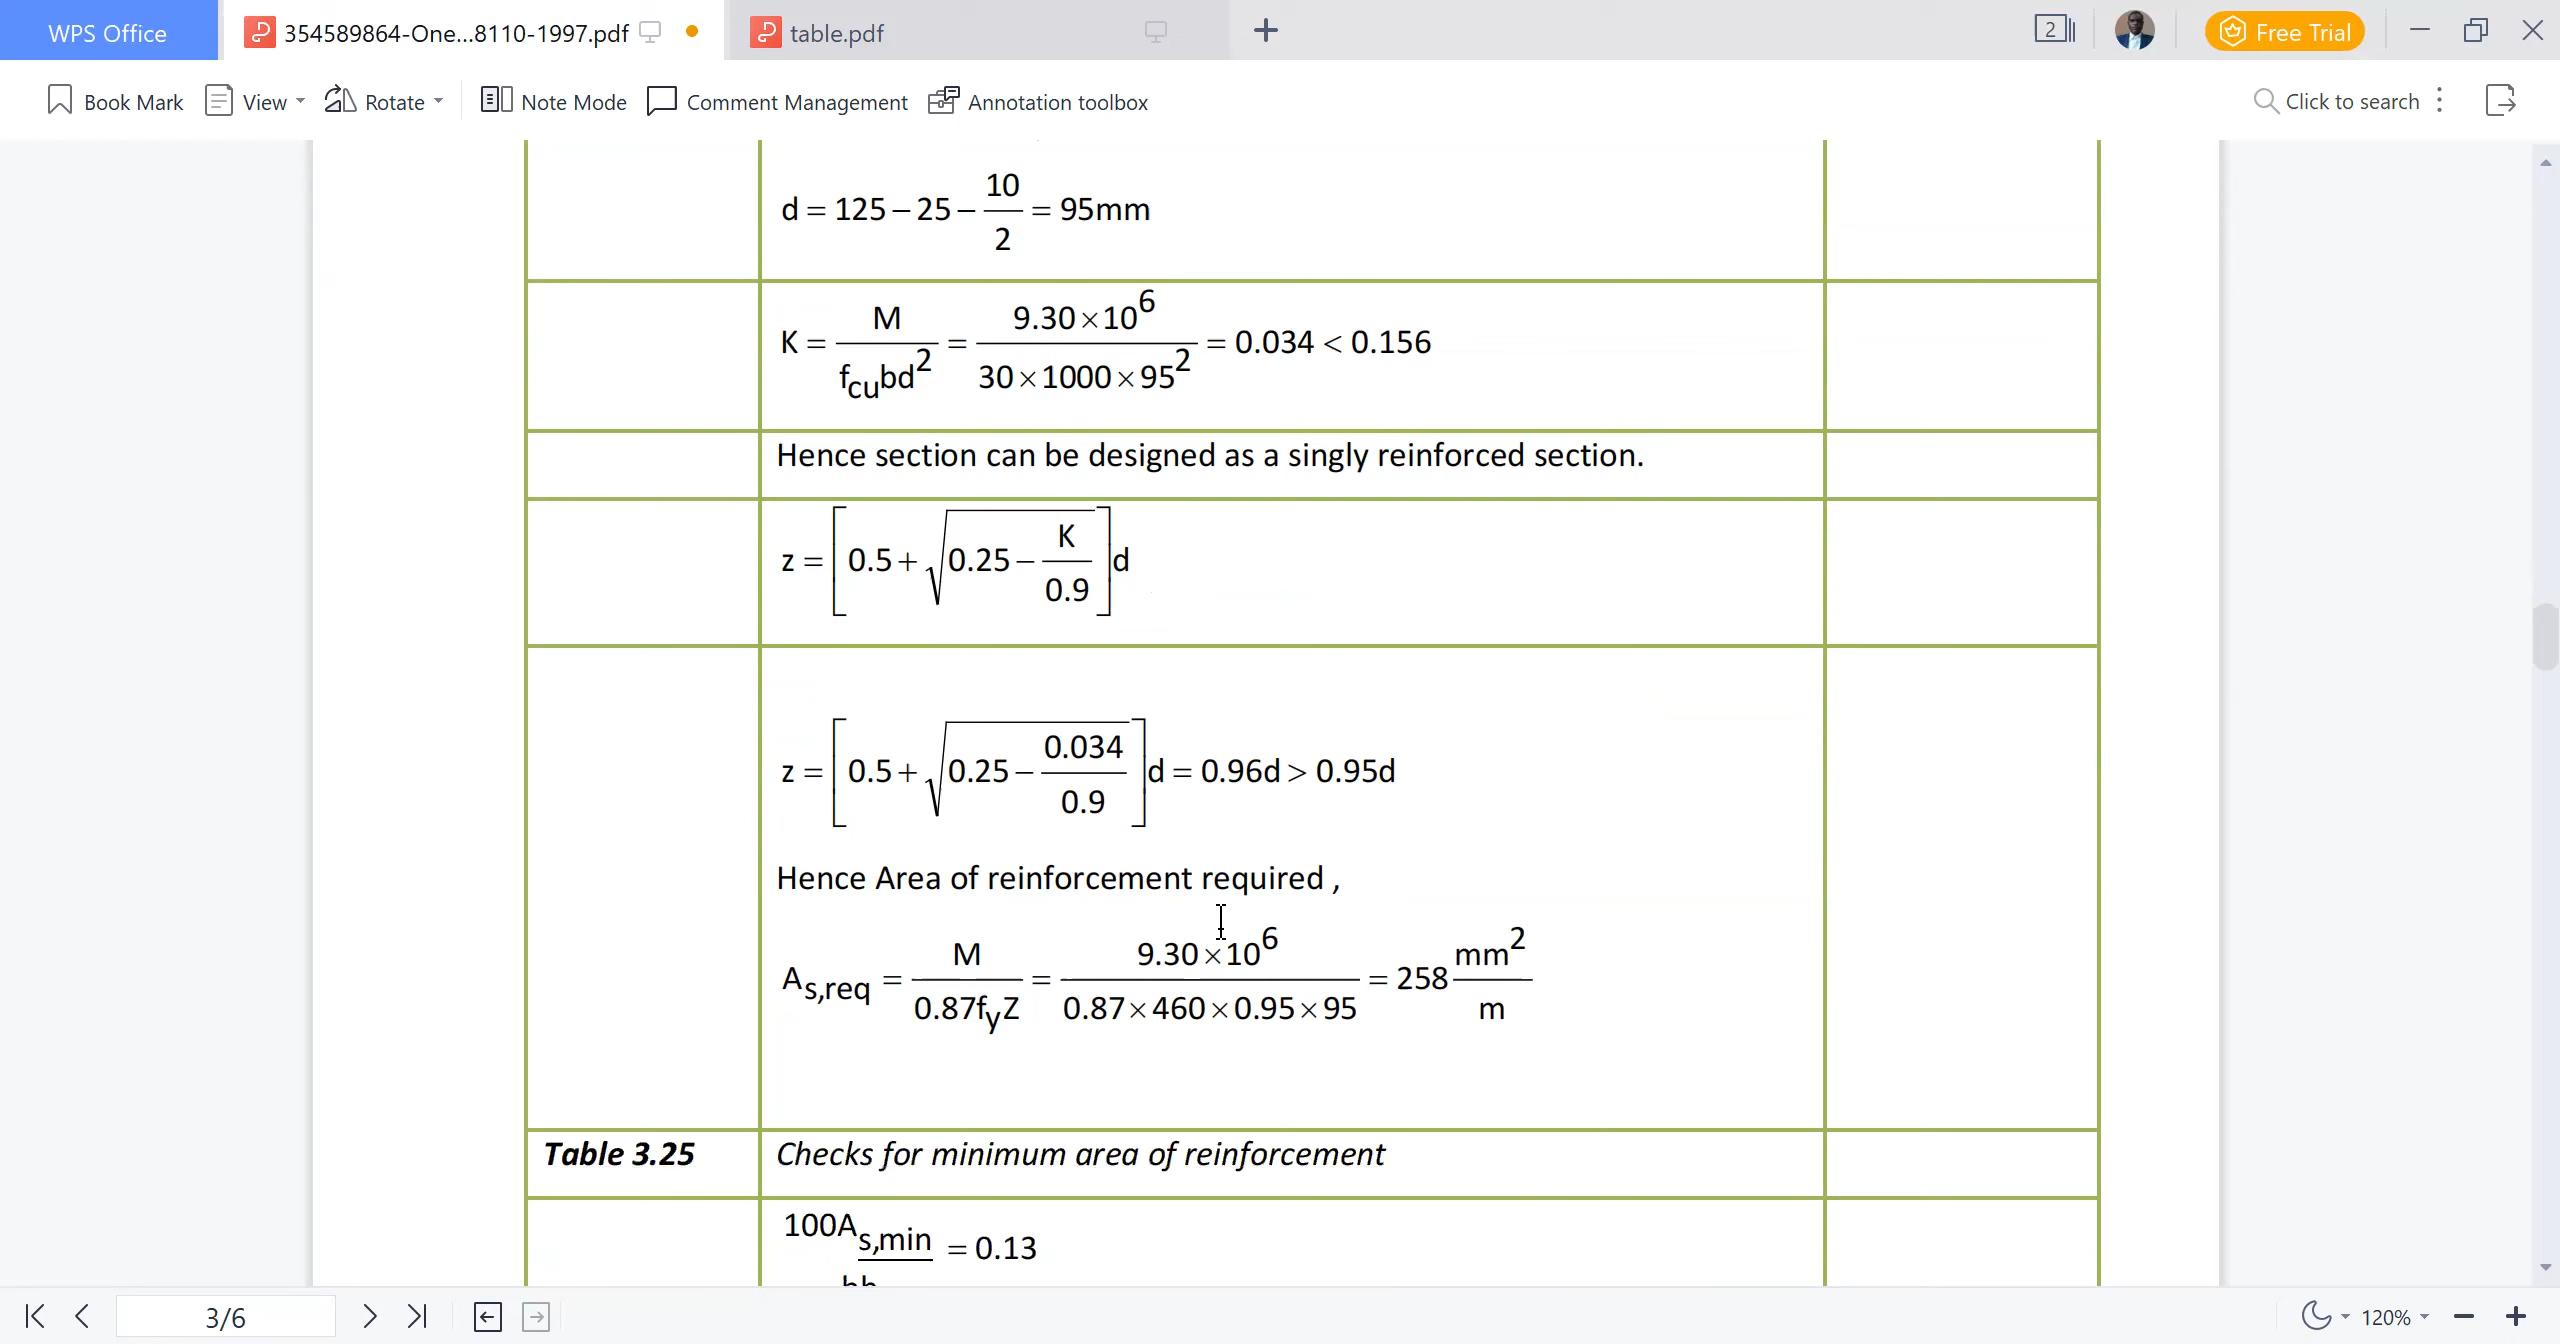 WPS Office
354589864-One...8110-1997.pdf
table.pdf
2
Free Trial
Book Mark
View
Rotate
Note Mode
Comment Management
Annotation toolbox
Click to search
d = 125 − 25 − 10/2 = 95mm
K = M/f_cu bd² = 9.30×10⁶/30×1000×95² = 0.034 < 0.156
Hence section can be designed as a singly reinforced section.
z = [0.5 + √(0.25 − K/0.9)]d
z = [0.5 + √(0.25 − 0.034/0.9)]d = 0.96d > 0.95d
Hence Area of reinforcement required ,
A_s,req = M/0.87f_yZ = 9.30×10⁶/0.87×460×0.95×95 = 258 mm²/m
Table 3.25
Checks for minimum area of reinforcement
100A_s,min = 0.13
3/6
120%